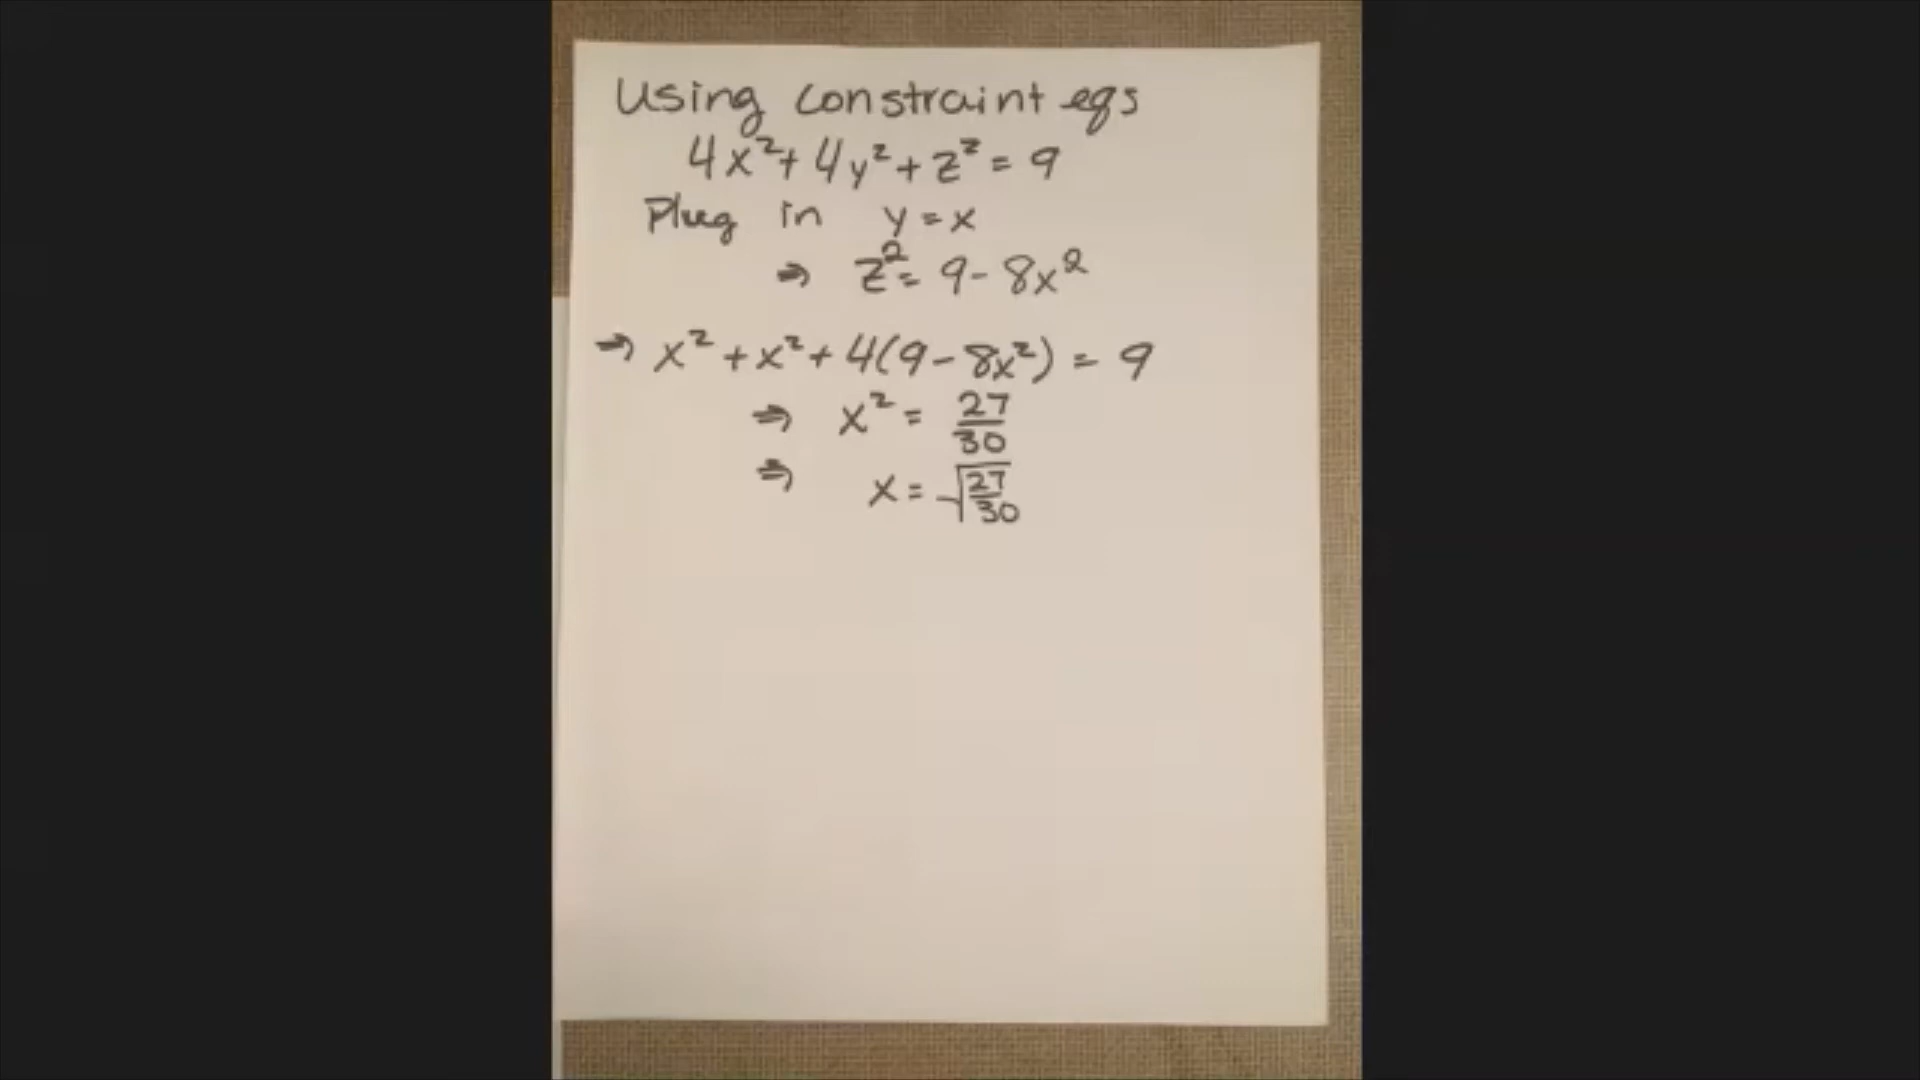 Using constraint eqs
4x² + 4y² + z² = 9
Plug in y = x
⇒ z² = 9 - 8x²
⇒ x² + x² + 4(9 - 8x²) = 9
⇒ x² = 27/30
⇒ x = √27/30